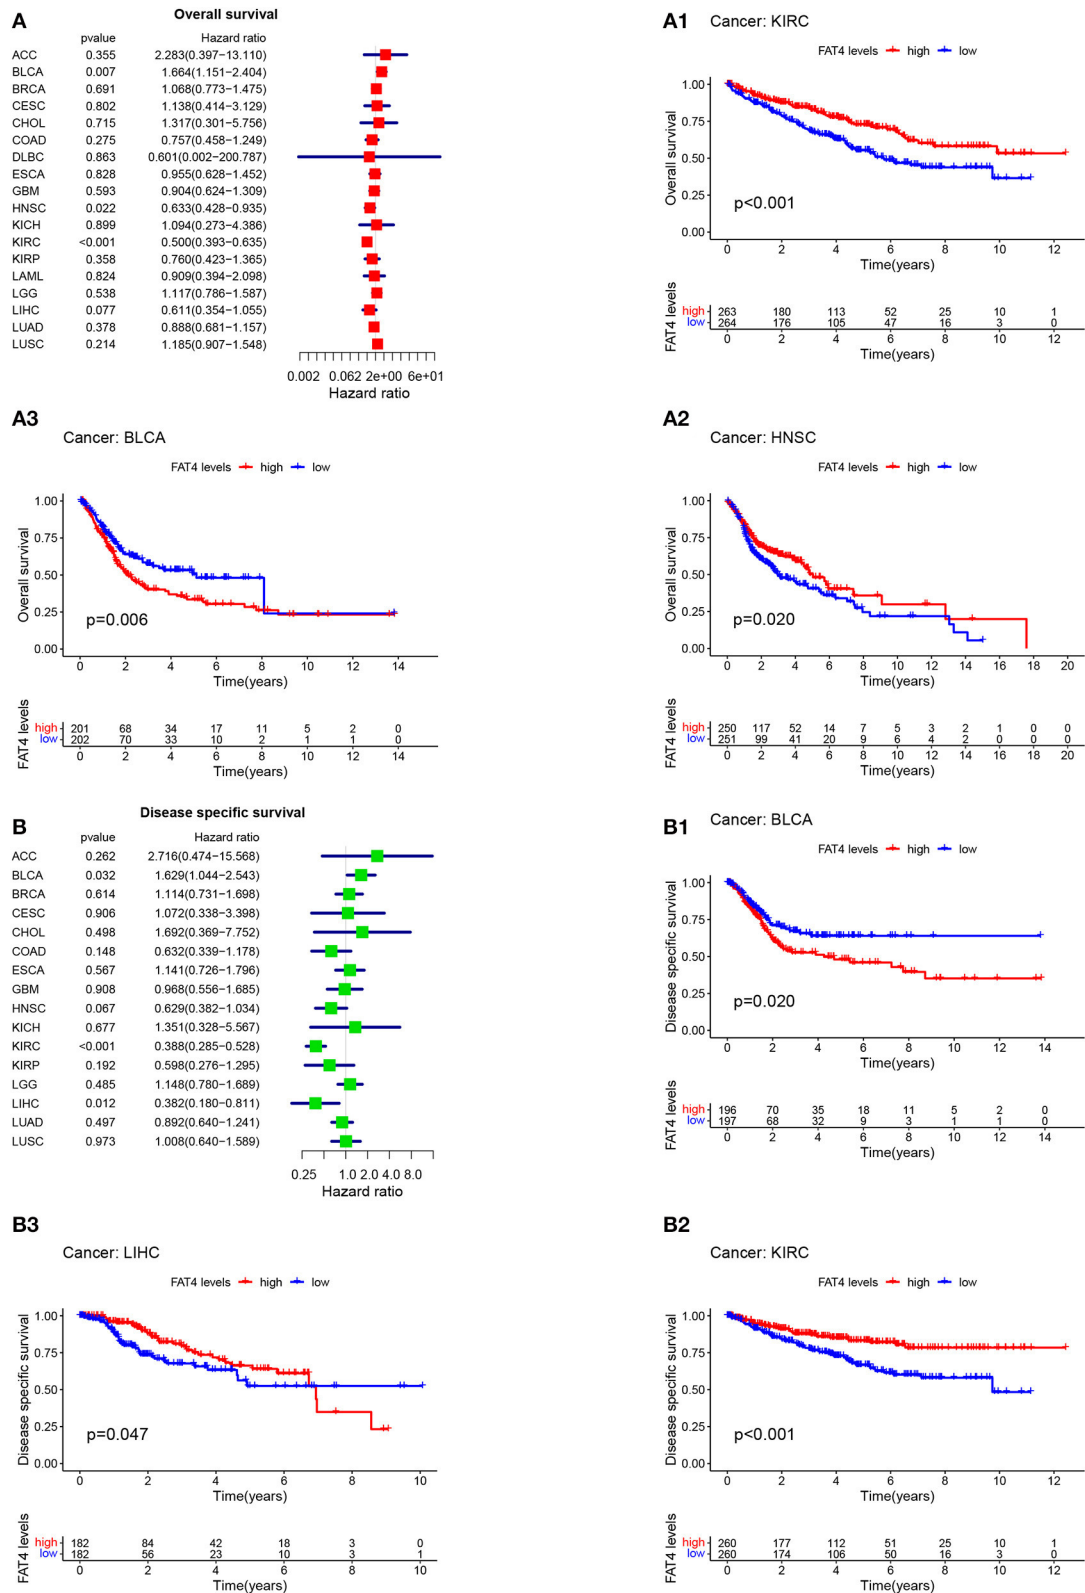 A
Overall survival
pvalue Hazard ratio
ACC 0.355 2.283(0.397−13.110)
BLCA 0.007 1.664(1.151−2.404)
BRCA 0.691 1.068(0.773−1.475)
CESC 0.802 1.138(0.414−3.129)
CHOL 0.715 1.317(0.301−5.756)
COAD 0.275 0.757(0.458−1.249)
DLBC 0.863 0.601(0.002−200.787)
ESCA 0.828 0.955(0.628−1.452)
GBM 0.593 0.904(0.624−1.309)
HNSC 0.022 0.633(0.428−0.935)
KICH 0.899 1.094(0.273−4.386)
KIRC <0.001 0.500(0.393−0.635)
KIRP 0.358 0.760(0.423−1.365)
LAML 0.824 0.909(0.394−2.098)
LGG 0.538 1.117(0.786−1.587)
LIHC 0.077 0.611(0.354−1.055)
LUAD 0.378 0.888(0.681−1.157)
LUSC 0.214 1.185(0.907−1.548)
0.002 0.062 2e+00 6e+01
Hazard ratio
A1
Cancer: KIRC
FAT4 levels high low
Overall survival
1.00
0.75
0.50
0.25
0.00
p<0.001
0 2 4 6 8 10 12
Time(years)
FAT4 levels
high 263 180 113 52 25 10 1
low 264 176 105 47 16 3 0
0 2 4 6 8 10 12
Time(years)
A3
Cancer: BLCA
FAT4 levels high low
Overall survival
1.00
0.75
0.50
0.25
0.00
p=0.006
0 2 4 6 8 10 12 14
Time(years)
FAT4 levels
high 201 68 34 17 11 5 2 0
low 202 70 33 10 2 1 1 0
0 2 4 6 8 10 12 14
Time(years)
A2
Cancer: HNSC
FAT4 levels high low
Overall survival
1.00
0.75
0.50
0.25
0.00
p=0.020
0 2 4 6 8 10 12 14 16 18 20
Time(years)
FAT4 levels
high 250 117 52 14 7 5 3 2 1 0 0
low 251 99 41 20 9 6 4 2 0 0 0
0 2 4 6 8 10 12 14 16 18 20
Time(years)
B
Disease specific survival
pvalue Hazard ratio
ACC 0.262 2.716(0.474−15.568)
BLCA 0.032 1.629(1.044−2.543)
BRCA 0.614 1.114(0.731−1.698)
CESC 0.906 1.072(0.338−3.398)
CHOL 0.498 1.692(0.369−7.752)
COAD 0.148 0.632(0.339−1.178)
ESCA 0.567 1.141(0.726−1.796)
GBM 0.908 0.968(0.556−1.685)
HNSC 0.067 0.629(0.382−1.034)
KICH 0.677 1.351(0.328−5.567)
KIRC <0.001 0.388(0.285−0.528)
KIRP 0.192 0.598(0.276−1.295)
LGG 0.485 1.148(0.780−1.689)
LIHC 0.012 0.382(0.180−0.811)
LUAD 0.497 0.892(0.640−1.241)
LUSC 0.973 1.008(0.640−1.589)
0.25 1.0 2.0 4.0 8.0
Hazard ratio
B1
Cancer: BLCA
FAT4 levels high low
Disease specific survival
1.00
0.75
0.50
0.25
0.00
p=0.020
0 2 4 6 8 10 12 14
Time(years)
FAT4 levels
high 196 70 35 18 11 5 2 0
low 197 68 32 9 3 1 1 0
0 2 4 6 8 10 12 14
Time(years)
B3
Cancer: LIHC
FAT4 levels high low
Disease specific survival
1.00
0.75
0.50
0.25
0.00
p=0.047
0 2 4 6 8 10
Time(years)
FAT4 levels
high 182 84 42 18 3 0
low 182 56 23 10 3 1
0 2 4 6 8 10
Time(years)
B2
Cancer: KIRC
FAT4 levels high low
Disease specific survival
1.00
0.75
0.50
0.25
0.00
p<0.001
0 2 4 6 8 10 12
Time(years)
FAT4 levels
high 260 177 112 51 25 10 1
low 260 174 106 50 16 3 0
0 2 4 6 8 10 12
Time(years)